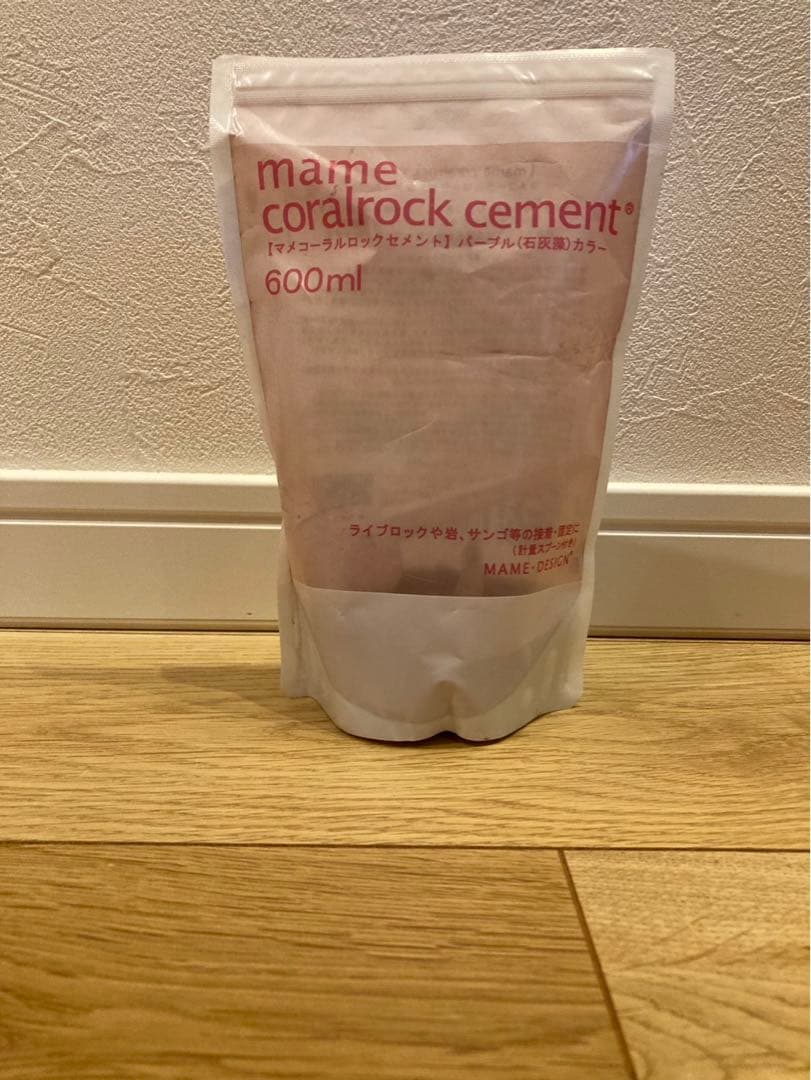 mame
coralrock cement®
【マメコーラルロックセメント】パープル(石灰藻)カラー
600ml
ライブロックや岩、サンゴ等の接着・固定に
(計量スプーン付き)
MAME-DESIGN®